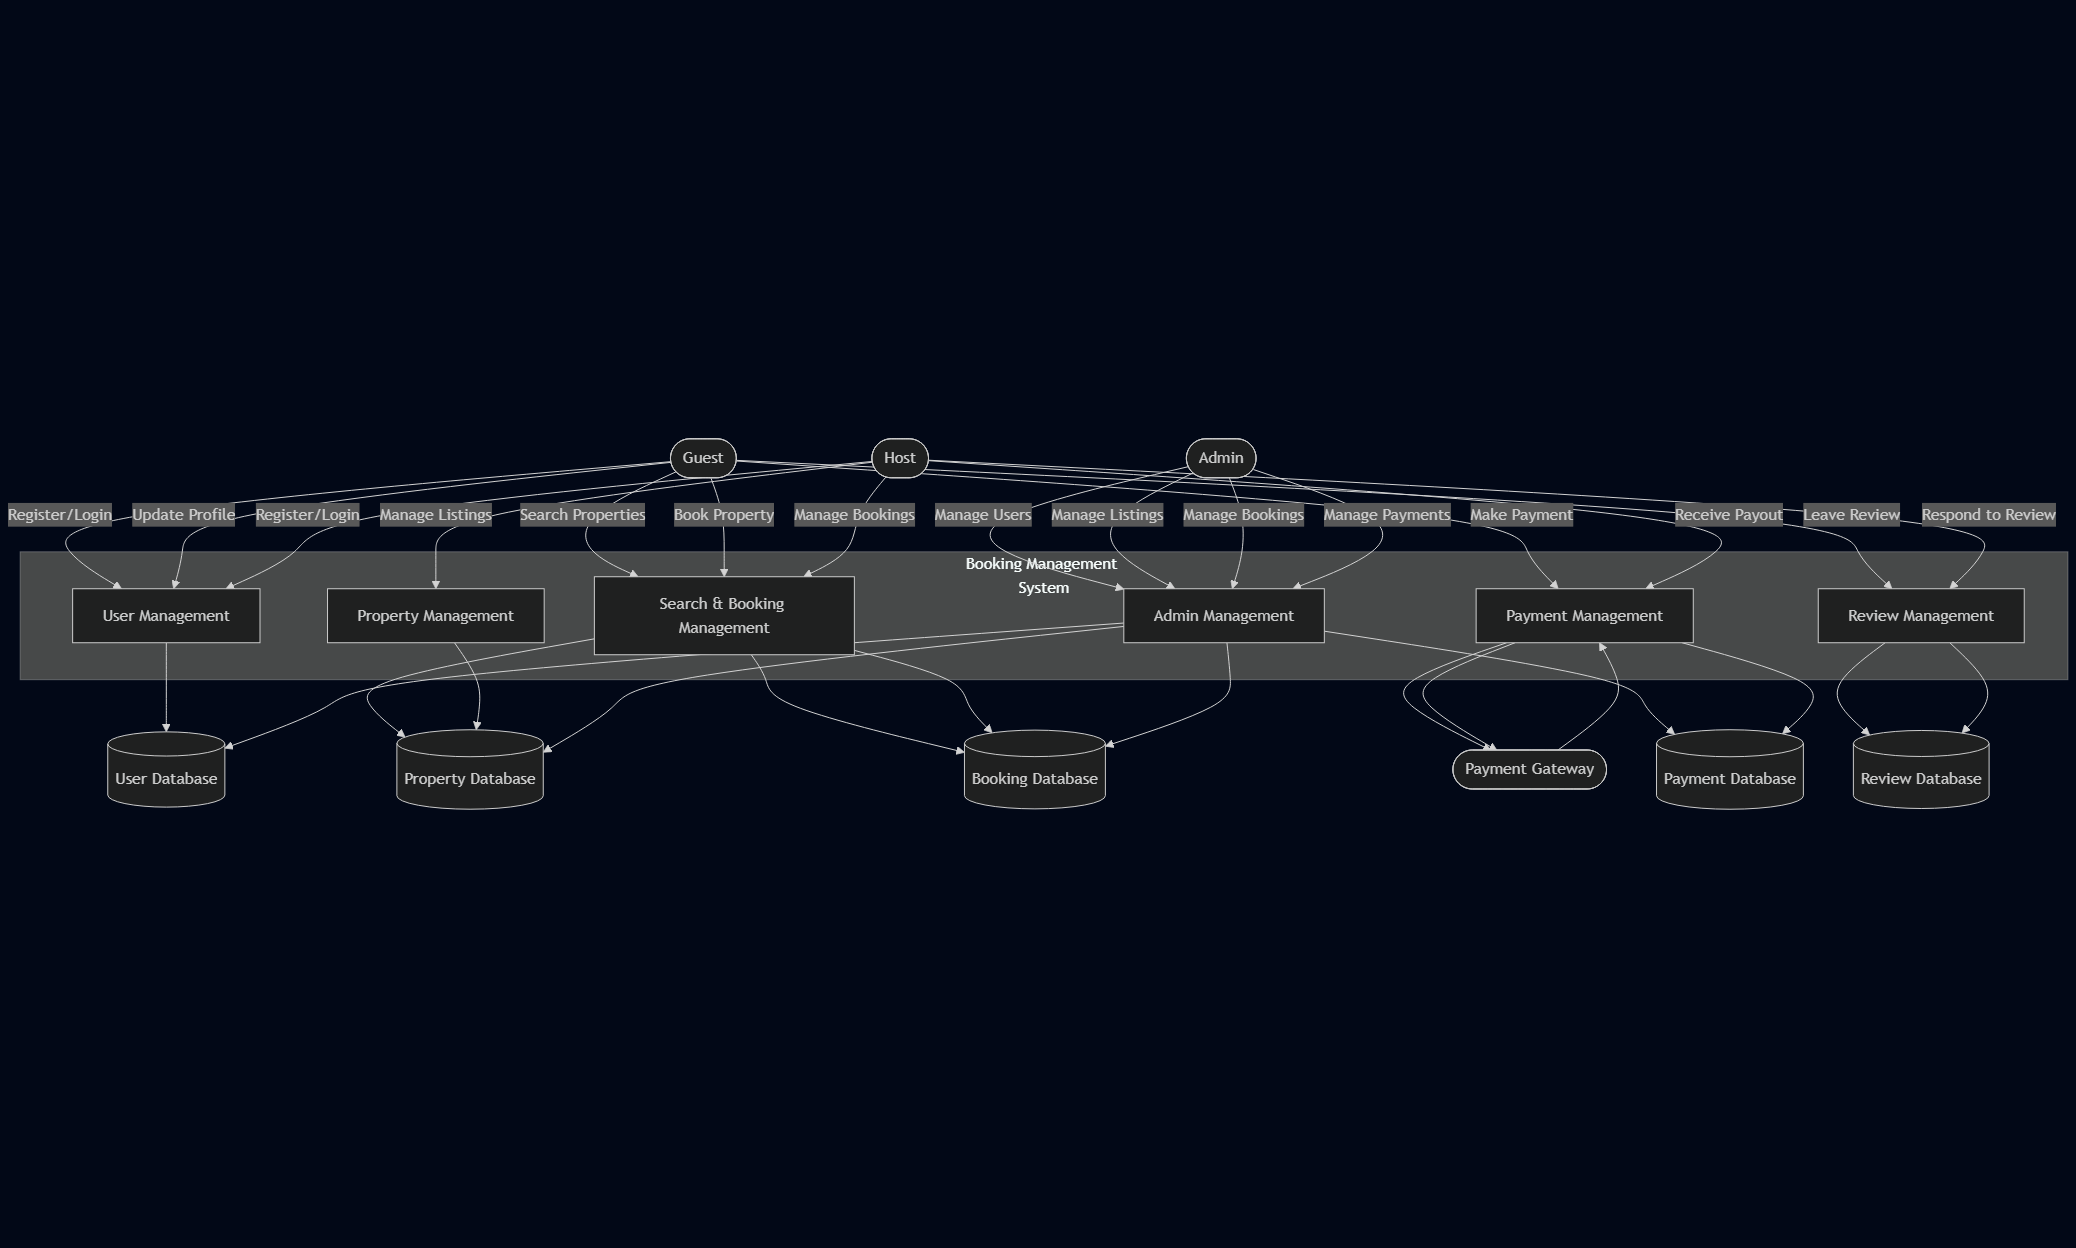 Guest
Host
Admin
Register/Login
Update Profile
Register/Login
Manage Listings
Search Properties
Book Property
Manage Bookings
Manage Users
Manage Listings
Manage Bookings
Manage Payments
Make Payment
Receive Payout
Leave Review
Respond to Review
Booking Management
System
User Management
Property Management
Search & Booking
Management
Admin Management
Payment Management
Review Management
User Database
Property Database
Booking Database
Payment Gateway
Payment Database
Review Database